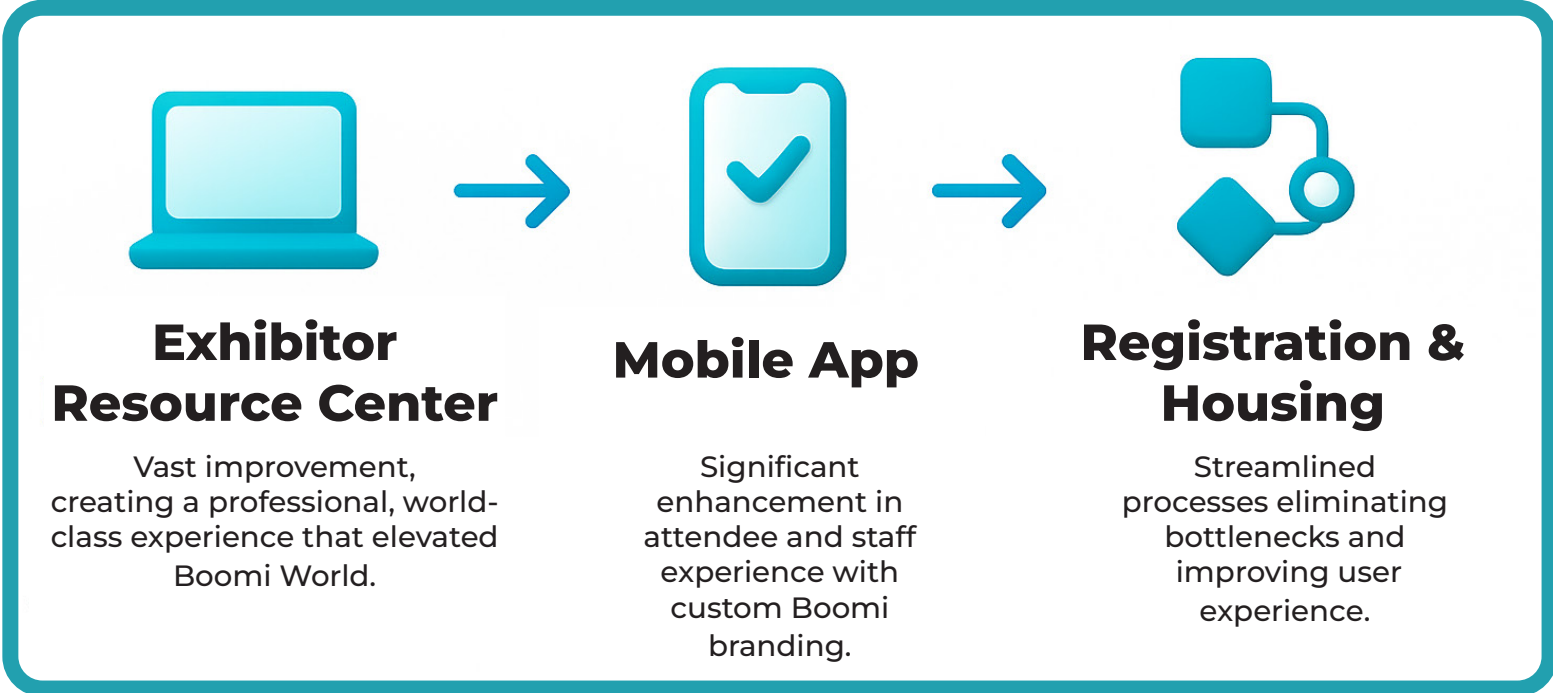 Exhibitor
Resource Center
Vast improvement,
creating a professional, world-
class experience that elevated
Boomi World.
Mobile App
Significant
enhancement in
attendee and staff
experience with
custom Boomi
branding.
Registration &
Housing
Streamlined
processes eliminating
bottlenecks and
improving user
experience.